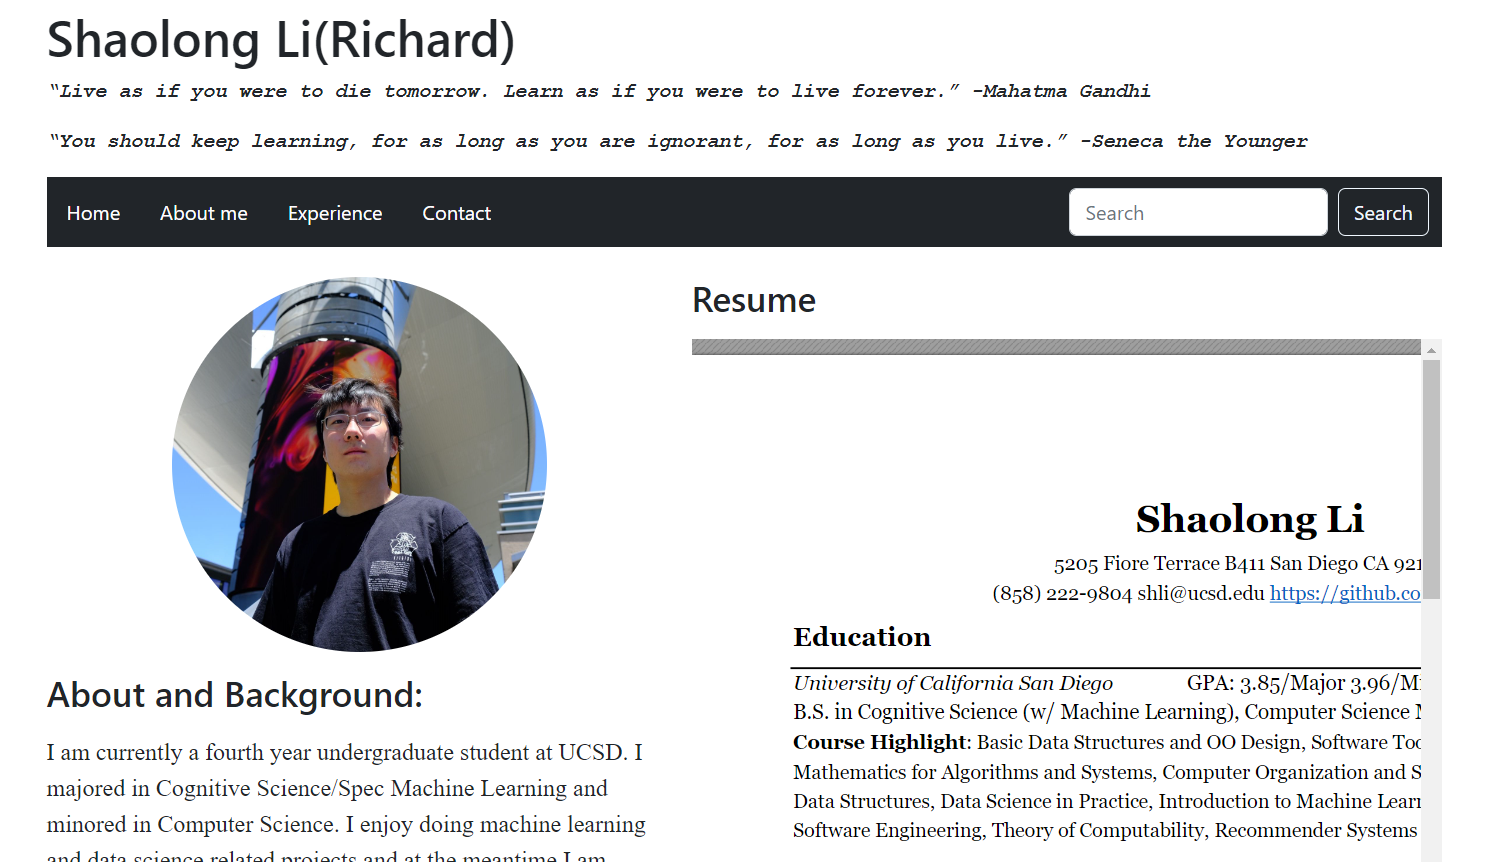 Shaolong Li(Richard)
“Live as if you were to die tomorrow. Learn as if you were to live forever.” -Mahatma Gandhi
“You should keep learning, for as long as you are ignorant, for as long as you live.” -Seneca the Younger
Home About me Experience Contact Search Search
Resume
Shaolong Li
5205 Fiore Terrace B411 San Diego CA 921
(858) 222-9804 shli@ucsd.edu https://github.co
Education
University of California San Diego GPA: 3.85/Major 3.96/Mi
B.S. in Cognitive Science (w/ Machine Learning), Computer Science
Course Highlight: Basic Data Structures and OO Design, Software Too
Mathematics for Algorithms and Systems, Computer Organization and S
Data Structures, Data Science in Practice, Introduction to Machine Learn
Software Engineering, Theory of Computability, Recommender Systems
About and Background:
I am currently a fourth year undergraduate student at UCSD. I
majored in Cognitive Science/Spec Machine Learning and
minored in Computer Science. I enjoy doing machine learning
and data science related projects and at the meantime I am